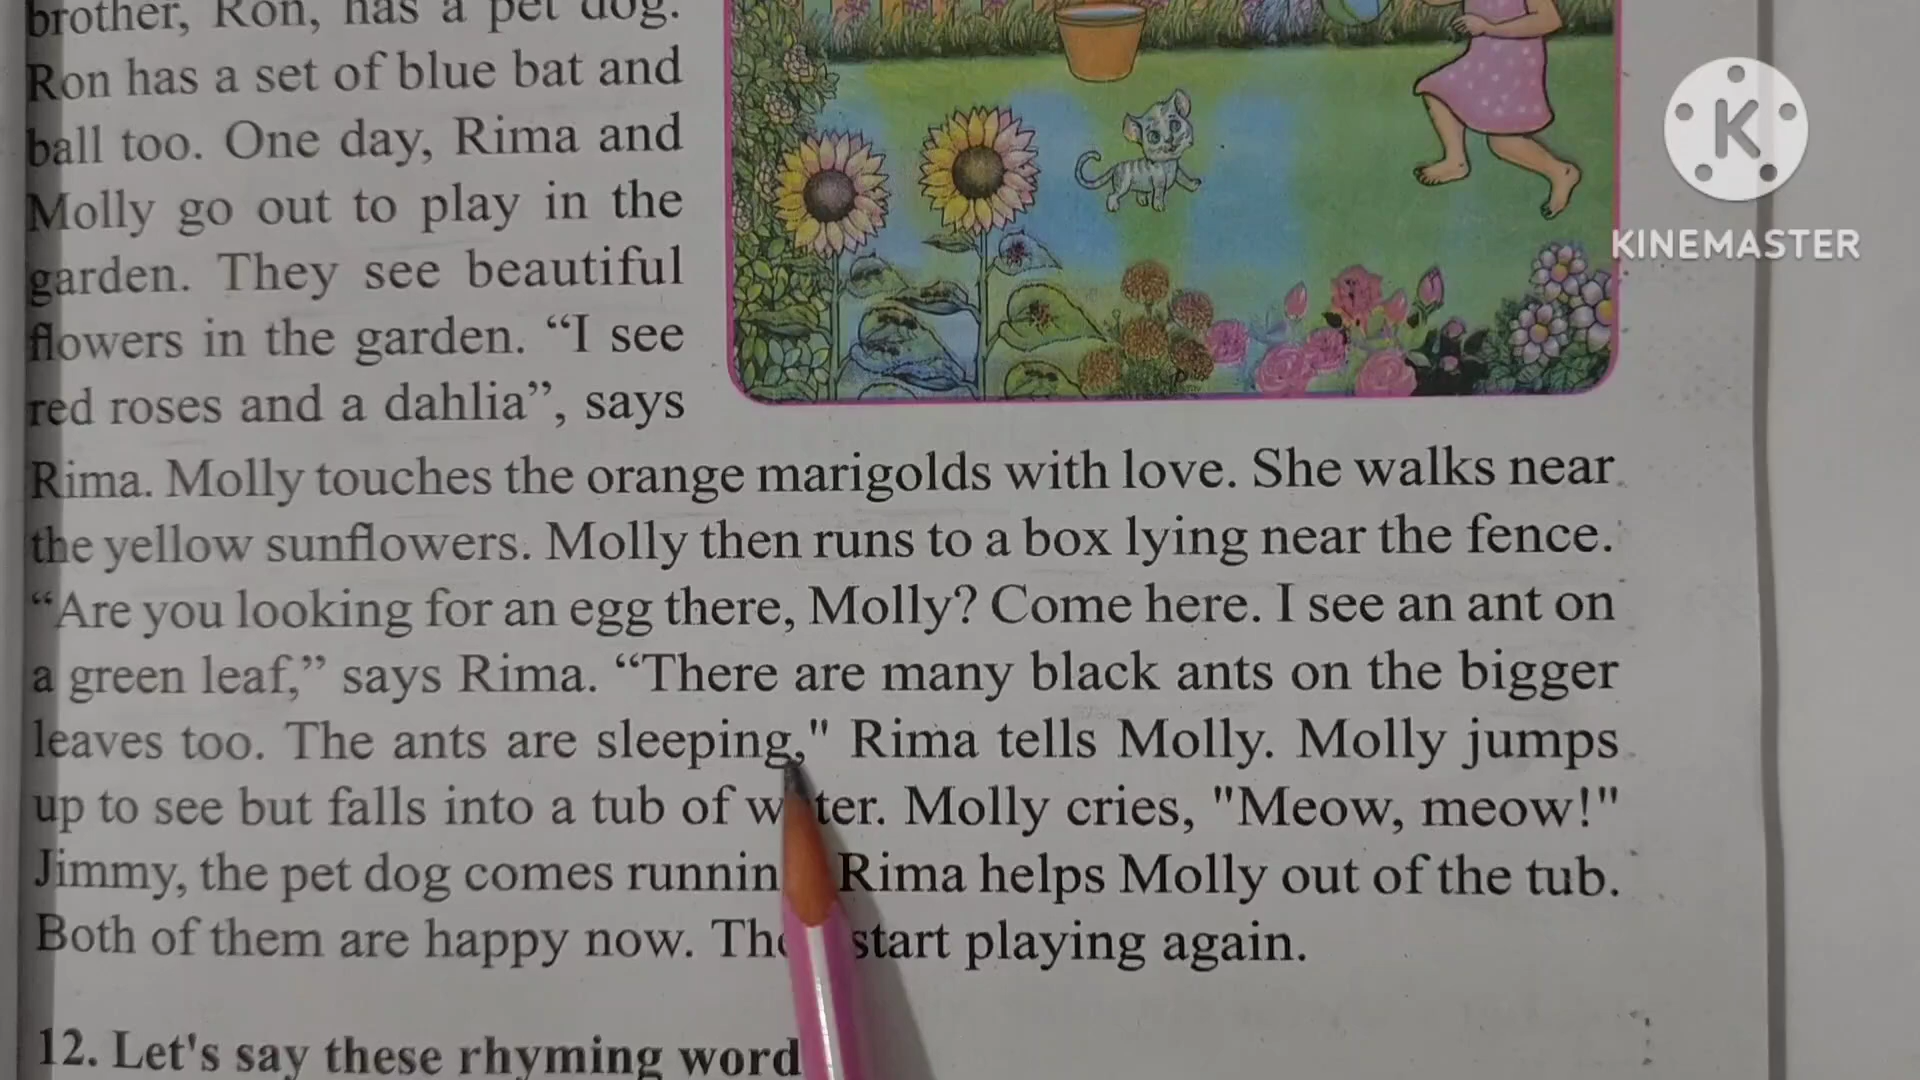 brother, Ron, has a pet dog.
Ron has a set of blue bat and
ball too. One day, Rima and
Molly go out to play in the
garden. They see beautiful
flowers in the garden. “I see
red roses and a dahlia”, says
Rima. Molly touches the orange marigolds with love. She walks near
the yellow sunflowers. Molly then runs to a box lying near the fence.
“Are you looking for an egg there, Molly? Come here. I see an ant on
a green leaf,” says Rima. “There are many black ants on the bigger
leaves too. The ants are sleeping," Rima tells Molly. Molly jumps
up to see but falls into a tub of water. Molly cries, "Meow, meow!"
Jimmy, the pet dog comes running. Rima helps Molly out of the tub.
Both of them are happy now. They start playing again.
12. Let's say these rhyming word
K
KINEMASTER